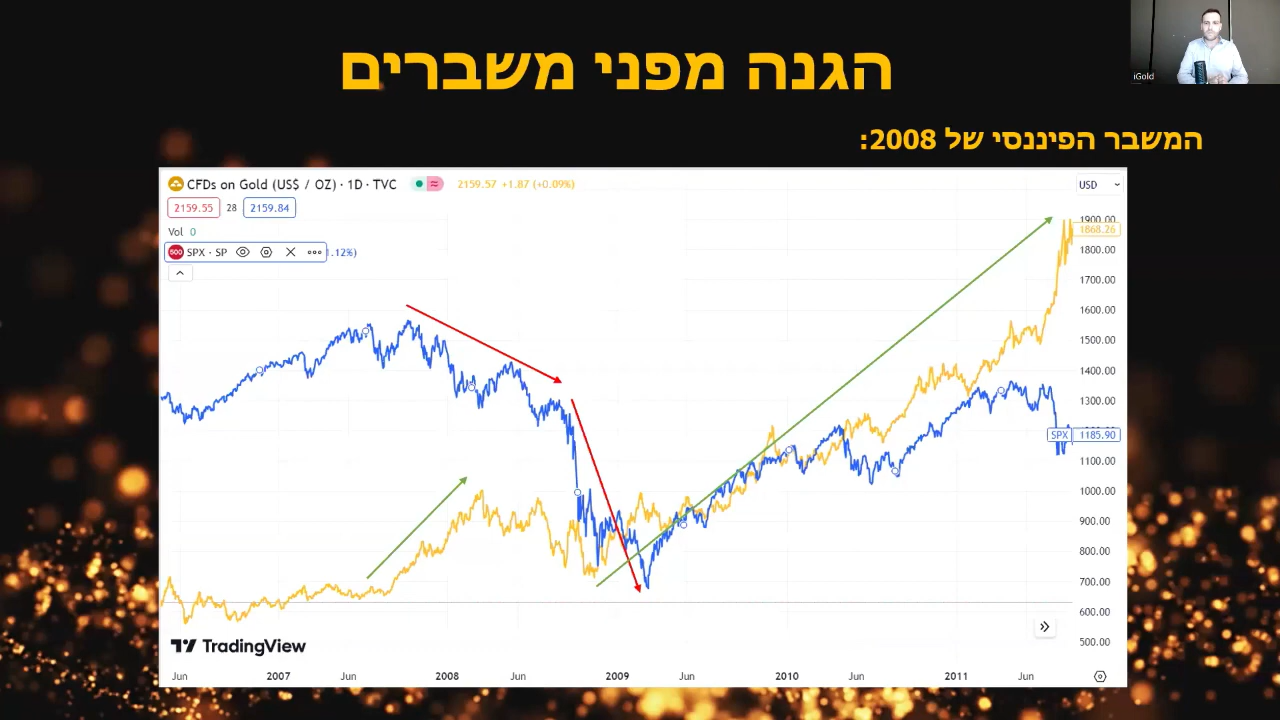 הגנה מפני משברים
iGold
המשבר הפיננסי של 2008:
CFDs on Gold (US$ / OZ) · 1D · TVC
2159.57 +1.87 (+0.09%)
USD
2159.55 28 2159.84
Vol 0
500 SPX · SP 1.12%)
1900.00
1868.26
1800.00
1700.00
1600.00
1500.00
1400.00
1300.00
SPX 1185.90
1100.00
1000.00
900.00
800.00
700.00
600.00
500.00
TradingView
Jun 2007 Jun 2008 Jun 2009 Jun 2010 Jun 2011 Jun